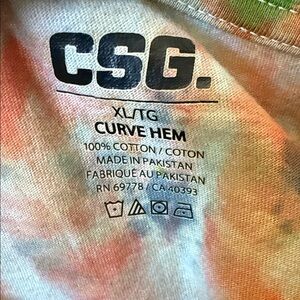 CSG.
XL/TG
CURVE HEM
100% COTTON / COTON
MADE IN PAKISTAN
FABRIQUÉ AU PAKISTAN
RN 69778 / CA 40393